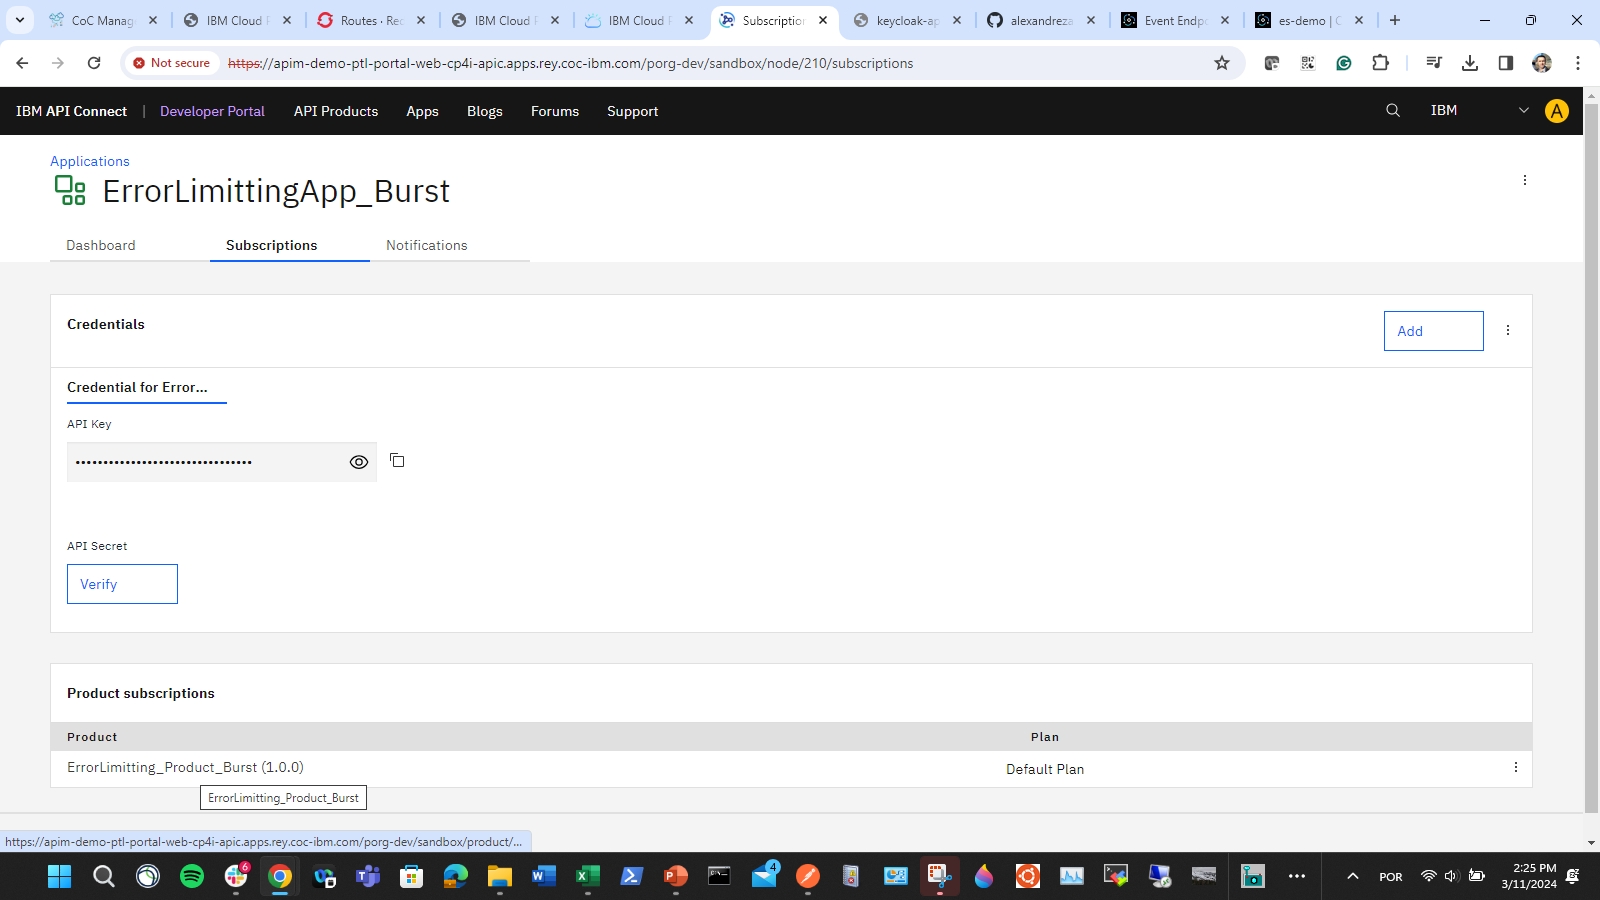 CoC Manag
IBM Cloud P
Routes · Rec
IBM Cloud P
IBM Cloud P
Subscription
keycloak-ap
alexandreza
Event Endpo
es-demo | C
Not secure
https://apim-demo-ptl-portal-web-cp4i-apic.apps.rey.coc-ibm.com/porg-dev/sandbox/node/210/subscriptions
IBM API Connect | Developer Portal API Products Apps Blogs Forums Support IBM A
Applications
ErrorLimittingApp_Burst
Dashboard Subscriptions Notifications
Credentials
Add
Credential for Error...
API Key
API Secret
Verify
Product subscriptions
Product Plan
ErrorLimitting_Product_Burst (1.0.0) Default Plan
ErrorLimitting_Product_Burst
https://apim-demo-ptl-portal-web-cp4i-apic.apps.rey.coc-ibm.com/porg-dev/sandbox/product/...
6
4
POR
2:25 PM
3/11/2024